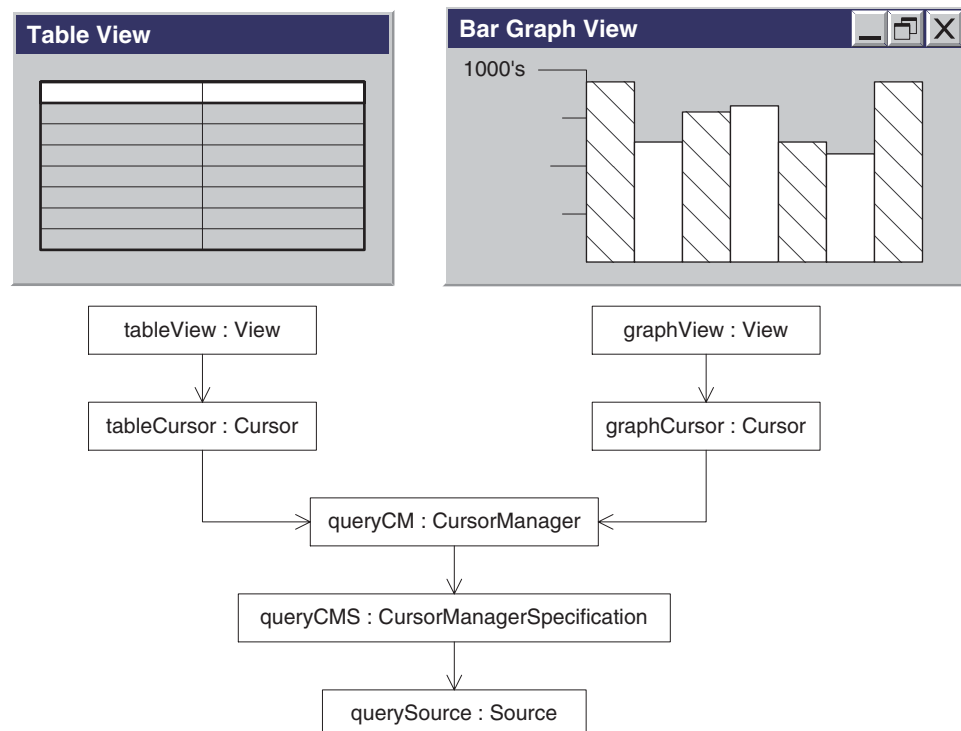 Table View
Bar Graph View
1000's
tableView : View
graphView : View
tableCursor : Cursor
graphCursor : Cursor
queryCM : CursorManager
queryCMS : CursorManagerSpecification
querySource : Source